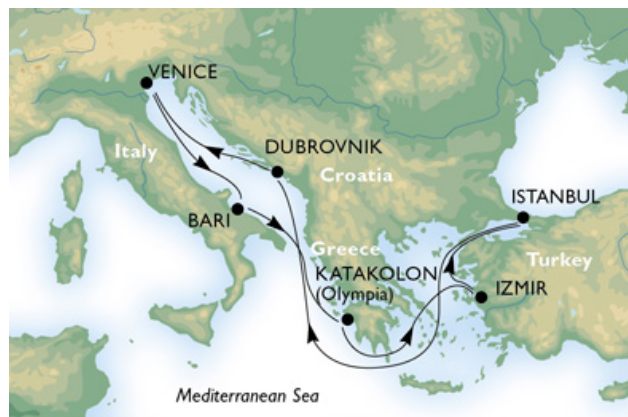 VENICE
Italy
DUBROVNIK
Croatia
BARI
ISTANBUL
Greece
Turkey
KATAKOLON
(Olympia)
IZMIR
Mediterranean Sea